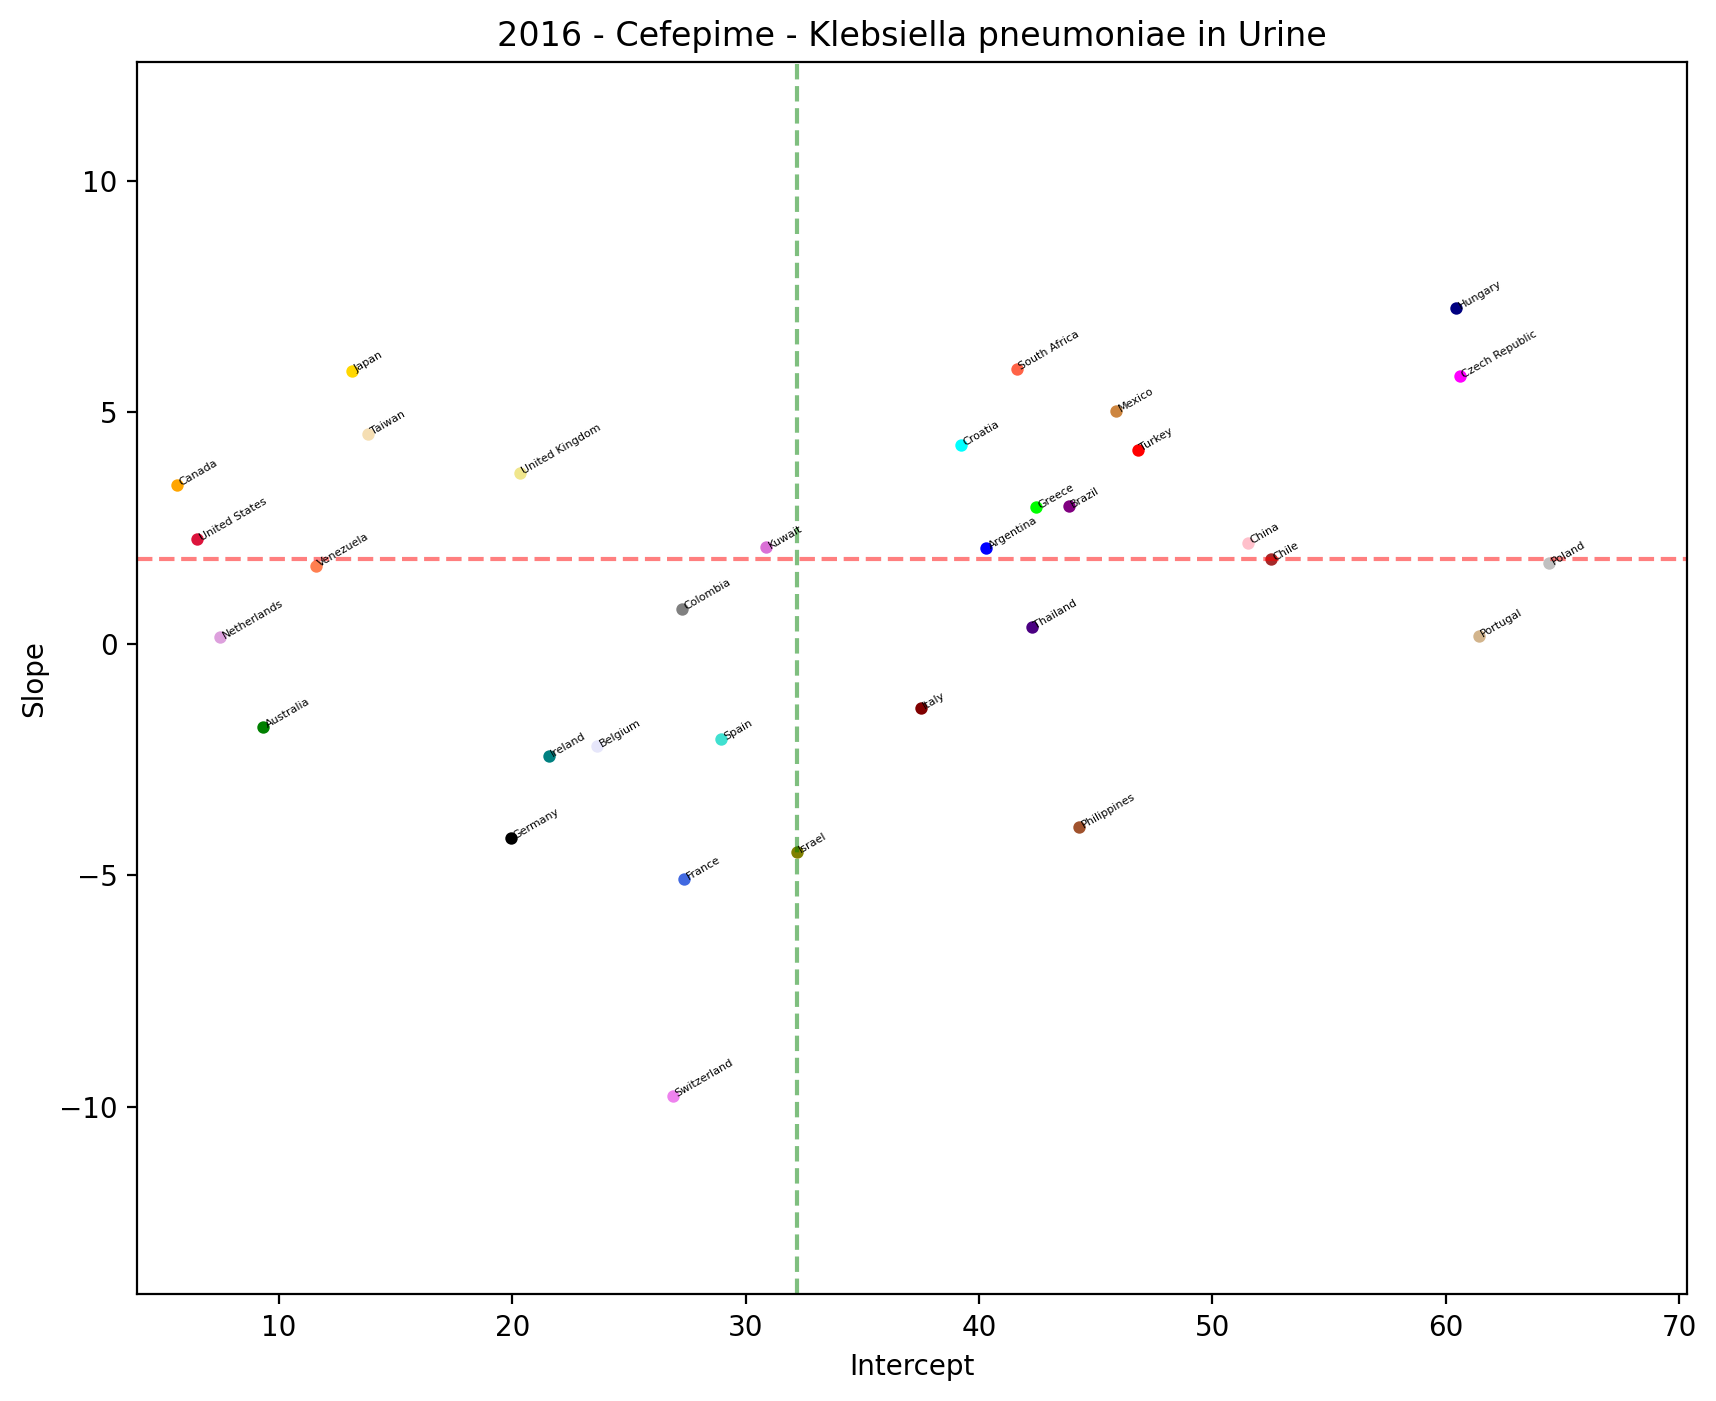 2016 - Cefepime - Klebsiella pneumoniae in Urine
10
5
0
−5
−10
Slope
Hungary
South Africa
Czech Republic
Japan
Mexico
Taiwan
Croatia
Turkey
United Kingdom
Canada
Greece
Brazil
United States
Kuwait
Argentina
China
Chile
Venezuela
Poland
Colombia
Thailand
Netherlands
Portugal
Italy
Australia
Spain
Belgium
Ireland
Philippines
Germany
Israel
France
Switzerland
10
20
30
40
50
60
70
Intercept